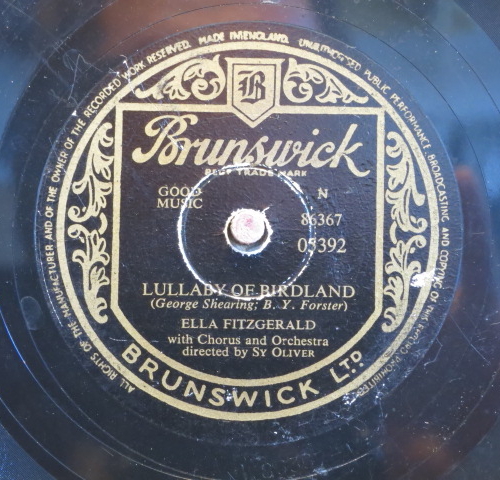 ALL RIGHTS OF THE MANUFACTURER AND OF THE OWNER OF THE RECORDED WORK RESERVED. MADE IN ENGLAND. UNAUTHORISED PUBLIC PERFORMANCE BROADCASTING AND COPYING OF THIS RECORD PROHIBITED
B
Brunswick
REGD TRADE MARK
GOOD MUSIC
N
86367
05392
LULLABY OF BIRDLAND
(George Shearing; B. Y. Forster)
ELLA FITZGERALD
with Chorus and Orchestra
directed by SY OLIVER
BRUNSWICK LTD.